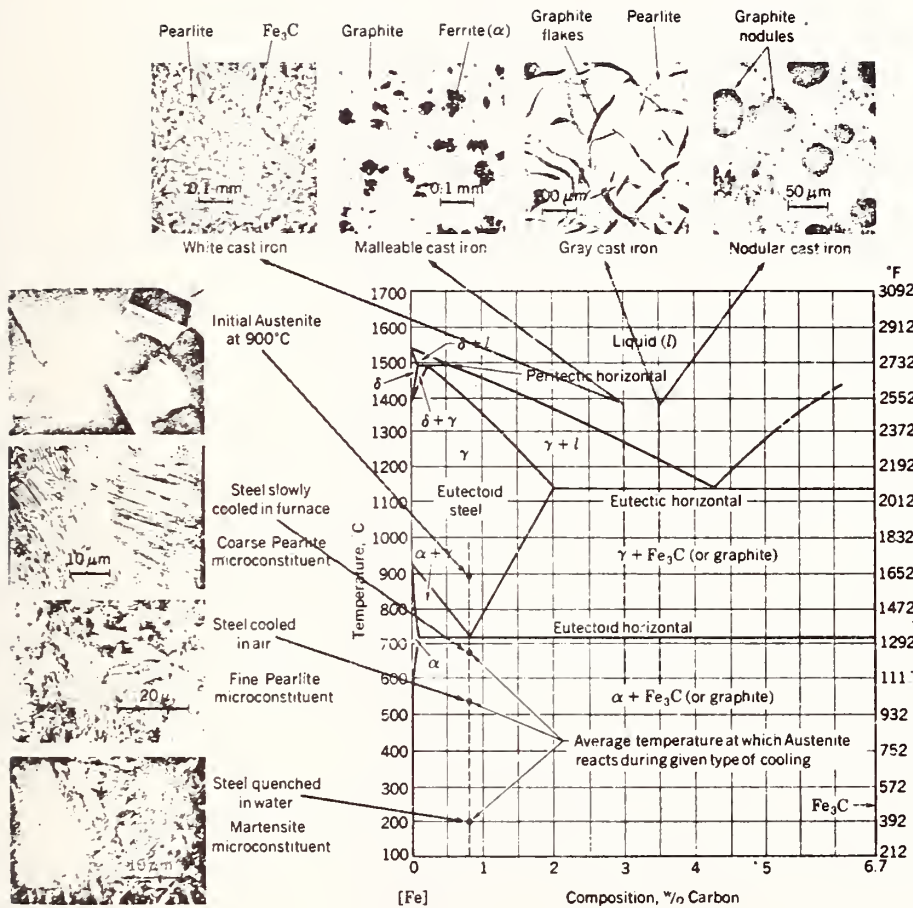 Pearlite Fe₃C Graphite Ferrite (α) Graphite flakes Pearlite Graphite nodules
0.1 mm 0.1 mm 50 μm
White cast iron Malleable cast iron Gray cast iron Nodular cast iron
°F
1700 3092
1600 2912
1500 2732
1400 2552
1300 2372
1200 2192
1100 2012
1000 1832
900 1652
800 1472
700 1292
600 111
500 932
400 752
300 572
200 392
100 212
Initial Austenite
at 900°C
δ + l
Liquid (l)
δ
Peritectic horizontal
δ + γ
γ
γ + l
Steel slowly
cooled in furnace
Coarse Pearlite
microconstituent
10 μm
Eutectoid
steel
Eutectic horizontal
α + γ
γ + Fe₃C (or graphite)
Temperature, °C
Eutectoid horizontal
Steel cooled
in air
Fine Pearlite
microconstituent
20 μ
α
α + Fe₃C (or graphite)
Average temperature at which Austenite
reacts during given type of cooling
Steel quenched
in water
Martensite
microconstituent
Fe₃C
0 1 2 3 4 5 6 6.7
[Fe] Composition, w/o Carbon